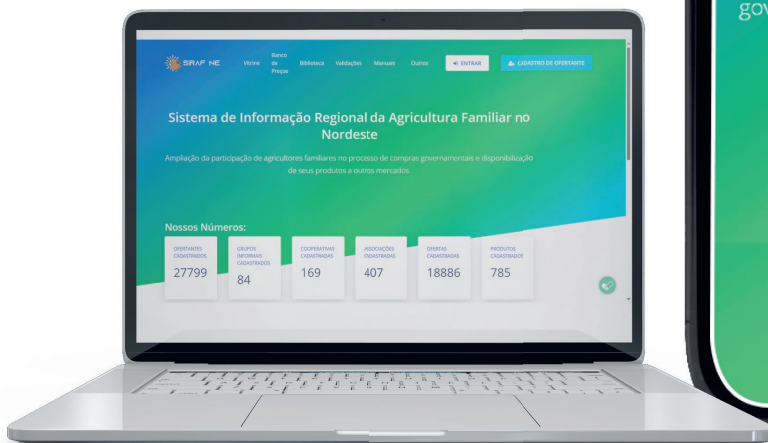 gov
SIRAF NE
Vitrine
Banco
de
Preços
Biblioteca
Validações
Manuais
Outros
ENTRAR
CADASTRO DE OFERTANTE
Sistema de Informação Regional da Agricultura Familiar no
Nordeste
Ampliação da participação de agricultores familiares no processo de compras governamentais e disponibilização
de seus produtos a outros mercados.
Nossos Números:
OFERTANTES
CADASTRADOS
27799
GRUPOS
INFORMAIS
CADASTRADOS
84
COOPERATIVAS
CADASTRADAS
169
ASSOCIAÇÕES
CADASTRADAS
407
OFERTAS
CADASTRADAS
18886
PRODUTOS
CADASTRADOS
785